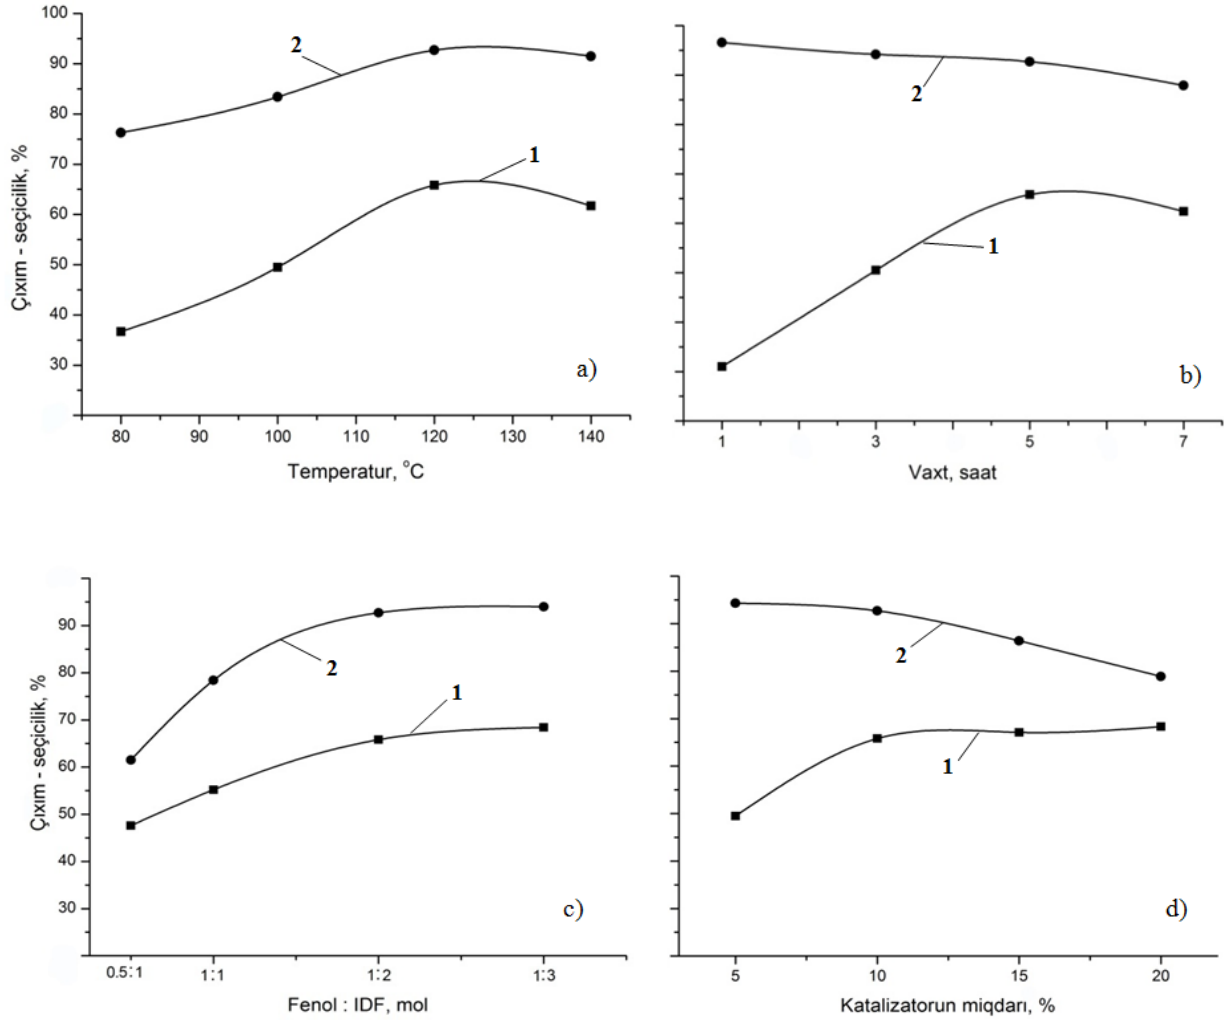 100
90
80
70
60
50
40
30
Çıxım - seçicilik, %
2
1
a)
80 90 100 110 120 130 140
Temperatur, °C
2
1
b)
1 3 5 7
Vaxt, saat
90
80
70
60
50
40
30
Çıxım - seçicilik, %
2
1
c)
0.5:1 1:1 1:2 1:3
Fenol : IDF, mol
2
1
d)
5 10 15 20
Katalizatorun miqdarı, %